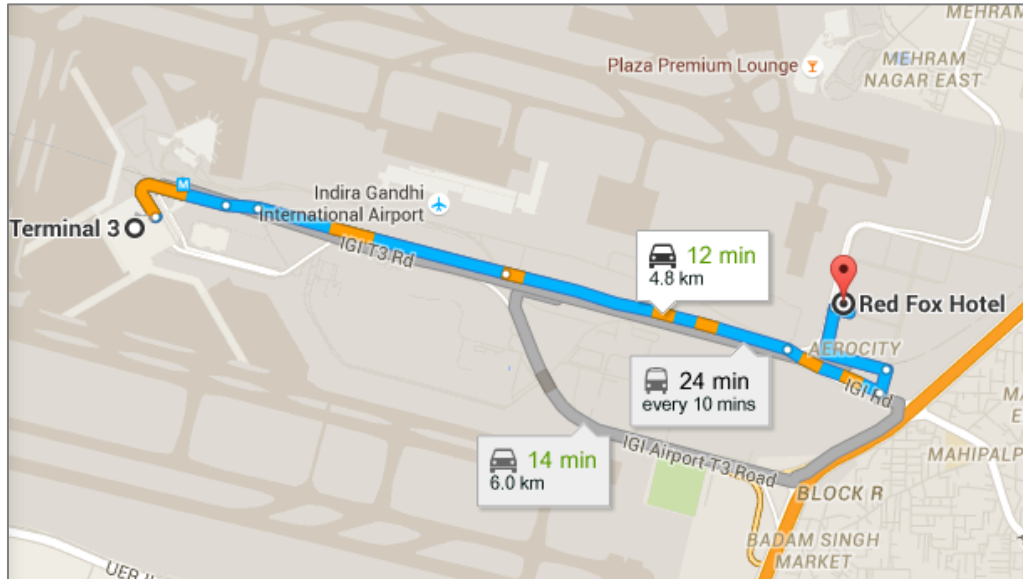 MEHRAM
Plaza Premium Lounge
MEHRAM
NAGAR EAST
M
Indira Gandhi
International Airport
Terminal 3
IGI T3 Rd
12 min
4.8 km
Red Fox Hotel
AEROCITY
24 min
every 10 mins
IGI Rd
14 min
6.0 km
IGI Airport T3 Road
MAHIPALP
BLOCK R
BADAM SINGH
MARKET
UER II